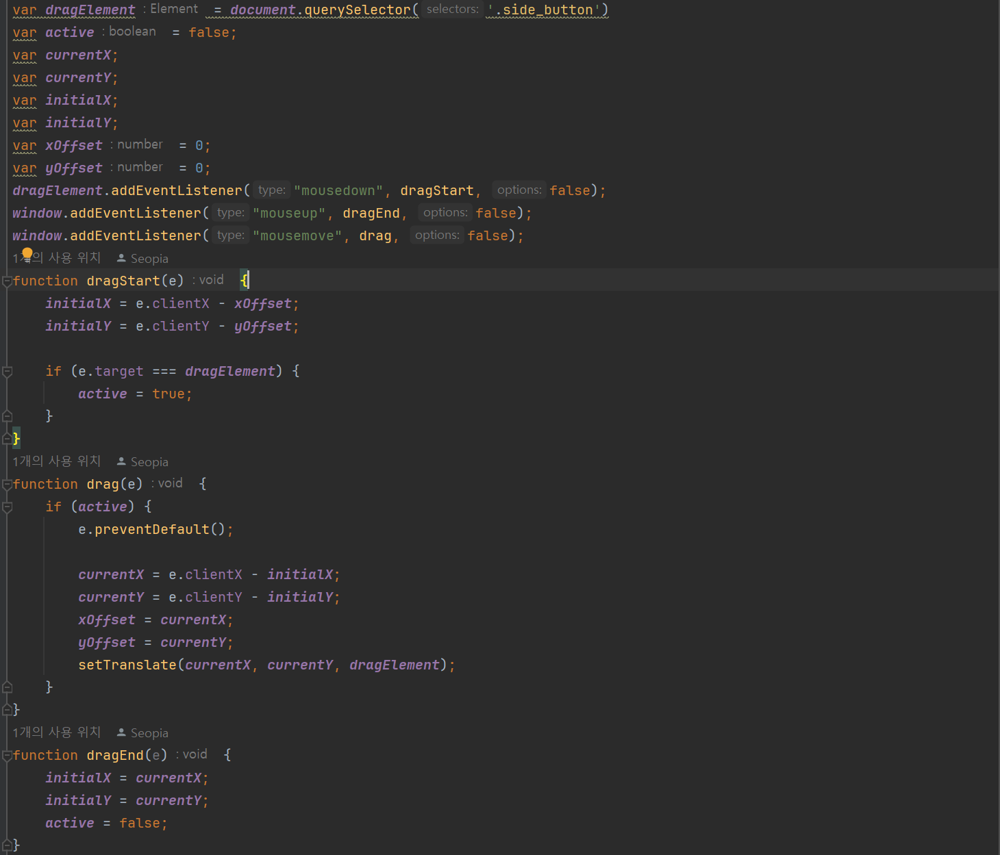 var dragElement : Element = document.querySelector( selectors: '.side_button')
var active : boolean = false;
var currentX;
var currentY;
var initialX;
var initialY;
var xOffset : number = 0;
var yOffset : number = 0;
dragElement.addEventListener( type: "mousedown", dragStart, options: false);
window.addEventListener( type: "mouseup", dragEnd, options: false);
window.addEventListener( type: "mousemove", drag, options: false);
1개의 사용 위치 Seopia
function dragStart(e) : void {
    initialX = e.clientX - xOffset;
    initialY = e.clientY - yOffset;
    if (e.target === dragElement) {
        active = true;
    }
}
1개의 사용 위치 Seopia
function drag(e) : void {
    if (active) {
        e.preventDefault();
        currentX = e.clientX - initialX;
        currentY = e.clientY - initialY;
        xOffset = currentX;
        yOffset = currentY;
        setTranslate(currentX, currentY, dragElement);
    }
}
1개의 사용 위치 Seopia
function dragEnd(e) : void {
    initialX = currentX;
    initialY = currentY;
    active = false;
}